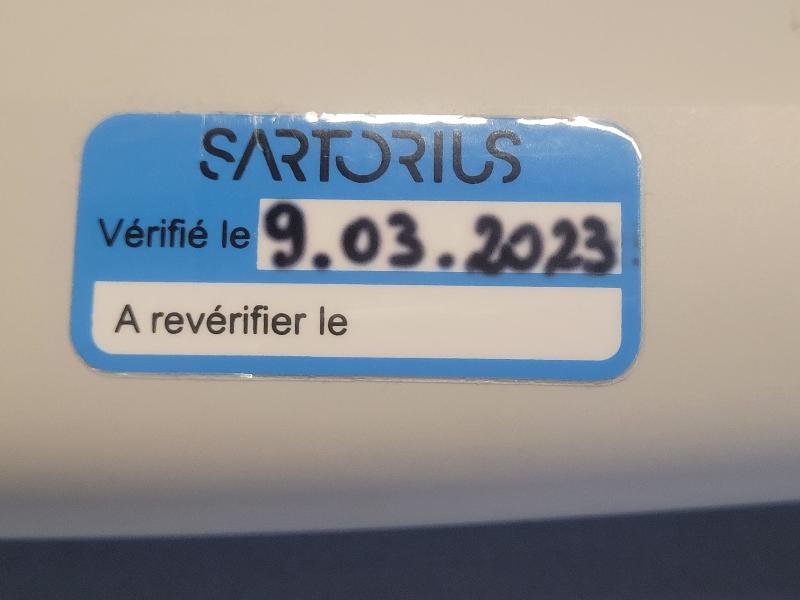 SARTORIUS
Vérifié le 9.03.2023
A revérifier le